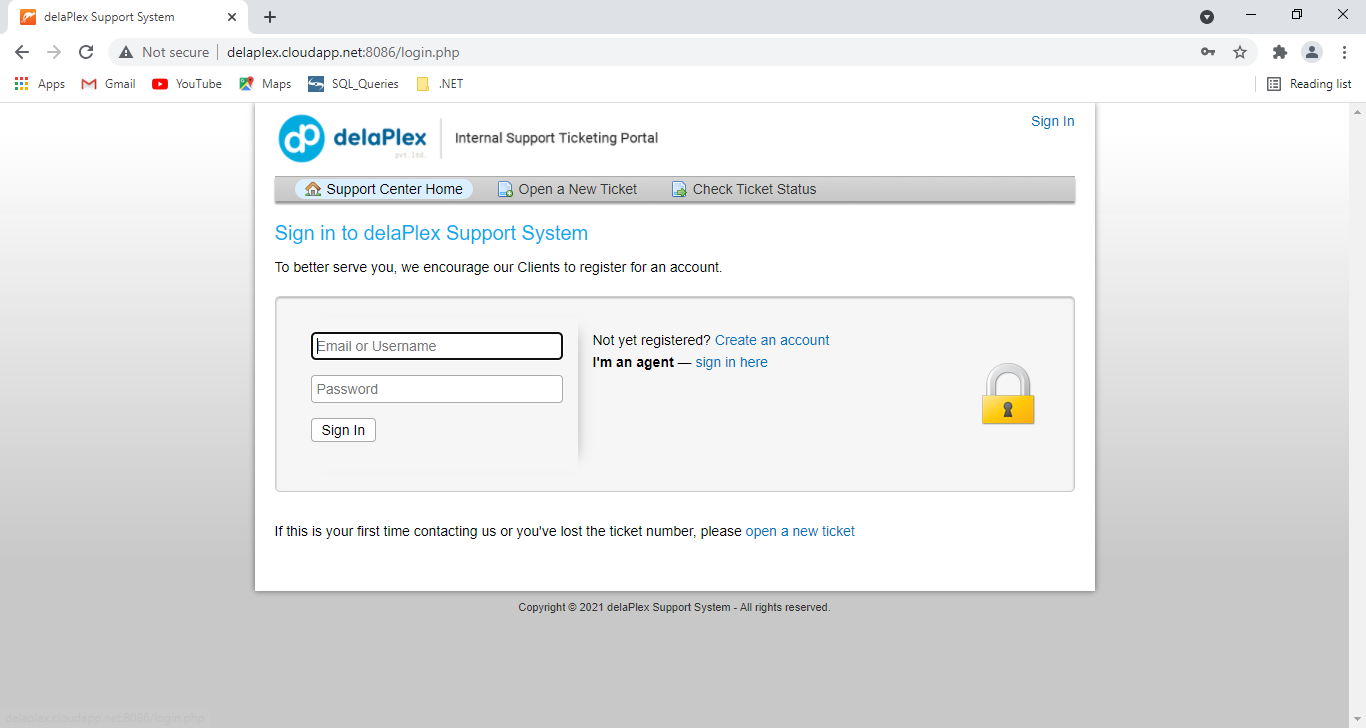 delaPlex Support System
Not secure
delaplex.cloudapp.net:8086/login.php
Apps
Gmail
YouTube
Maps
SQL_Queries
.NET
Reading list
dp delaPlex
pvt. ltd.
Internal Support Ticketing Portal
Sign In
Support Center Home
Open a New Ticket
Check Ticket Status
Sign in to delaPlex Support System
To better serve you, we encourage our Clients to register for an account.
Email or Username
Password
Sign In
Not yet registered? Create an account
I'm an agent — sign in here
If this is your first time contacting us or you've lost the ticket number, please open a new ticket
Copyright © 2021 delaPlex Support System - All rights reserved.
delaplex.cloudapp.net:8086/login.php